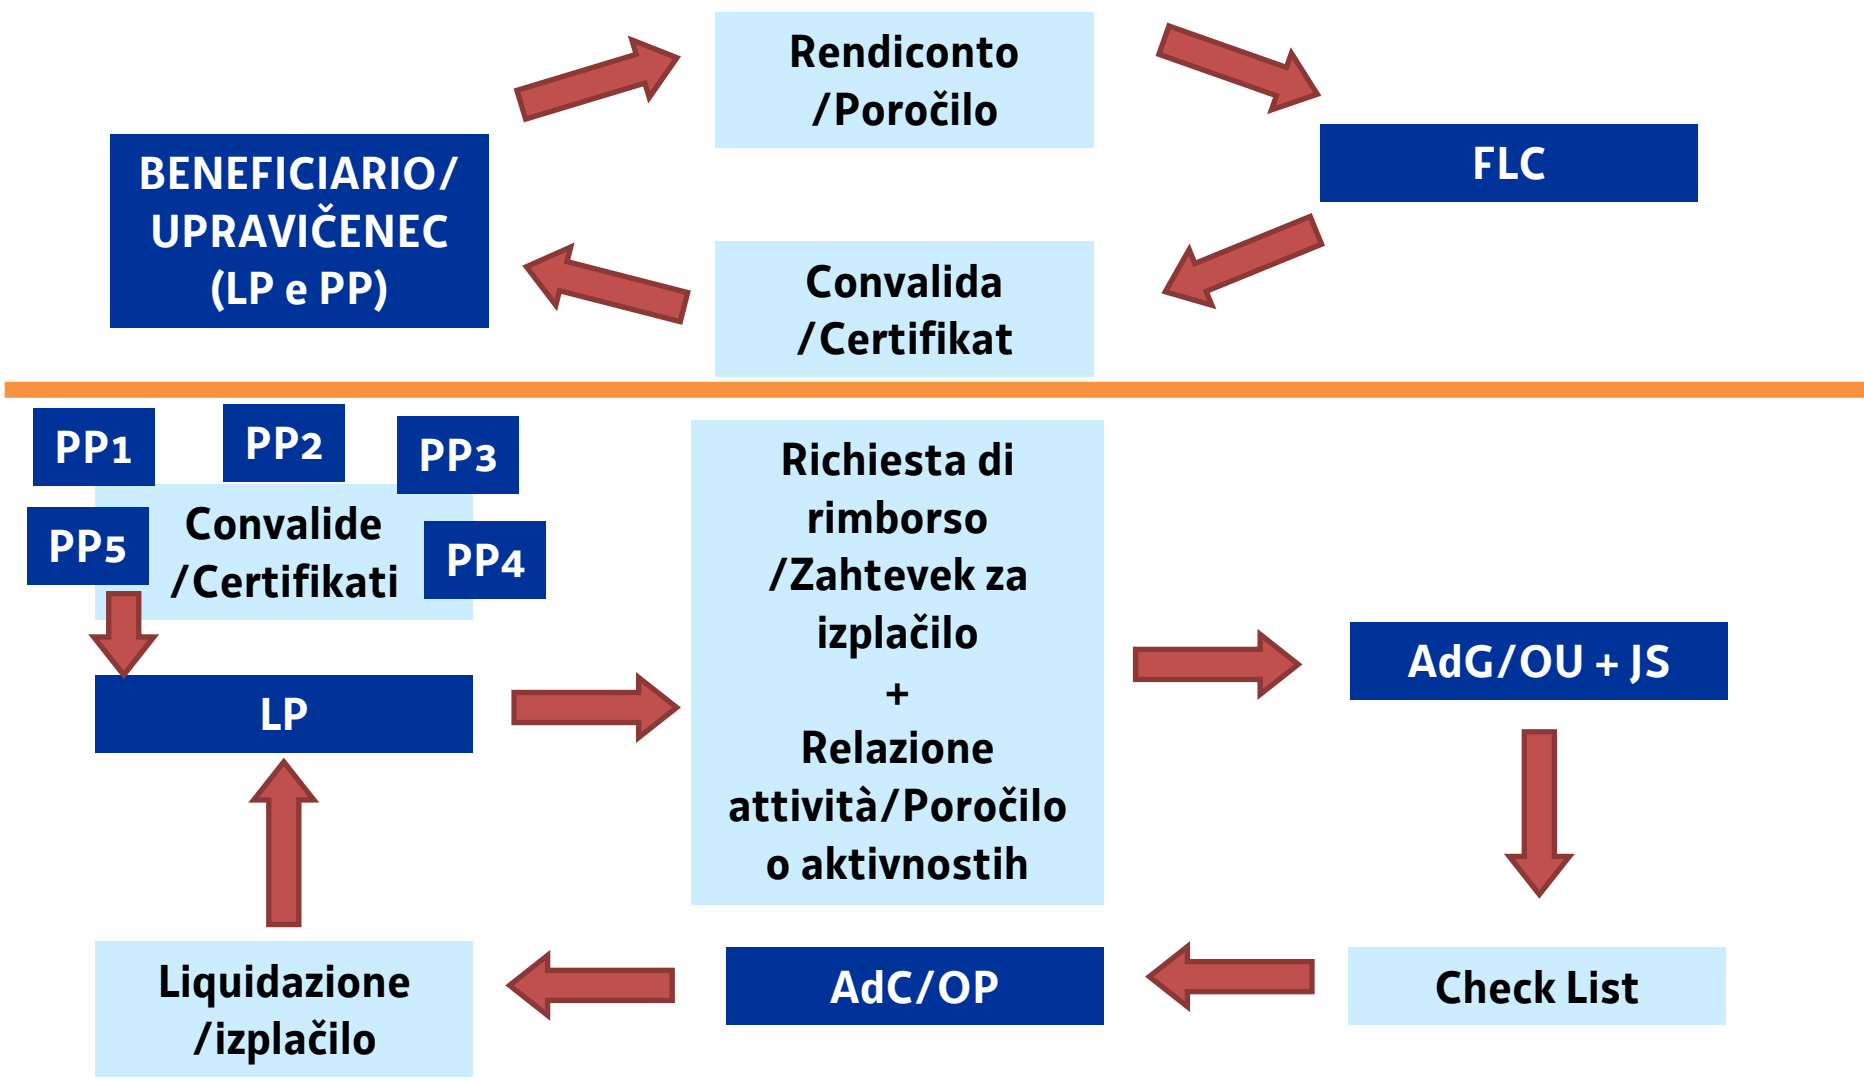 Rendiconto
/Poročilo
BENEFICIARIO/
UPRAVIČENEC
(LP e PP)
FLC
Convalida
/Certifikat
PP1
PP2
PP3
PP5
Convalide
/Certifikati
PP4
LP
Richiesta di
rimborso
/Zahtevek za
izplačilo
+
Relazione
attività/Poročilo
o aktivnostih
AdG/OU + JS
Check List
AdC/OP
Liquidazione
/izplačilo